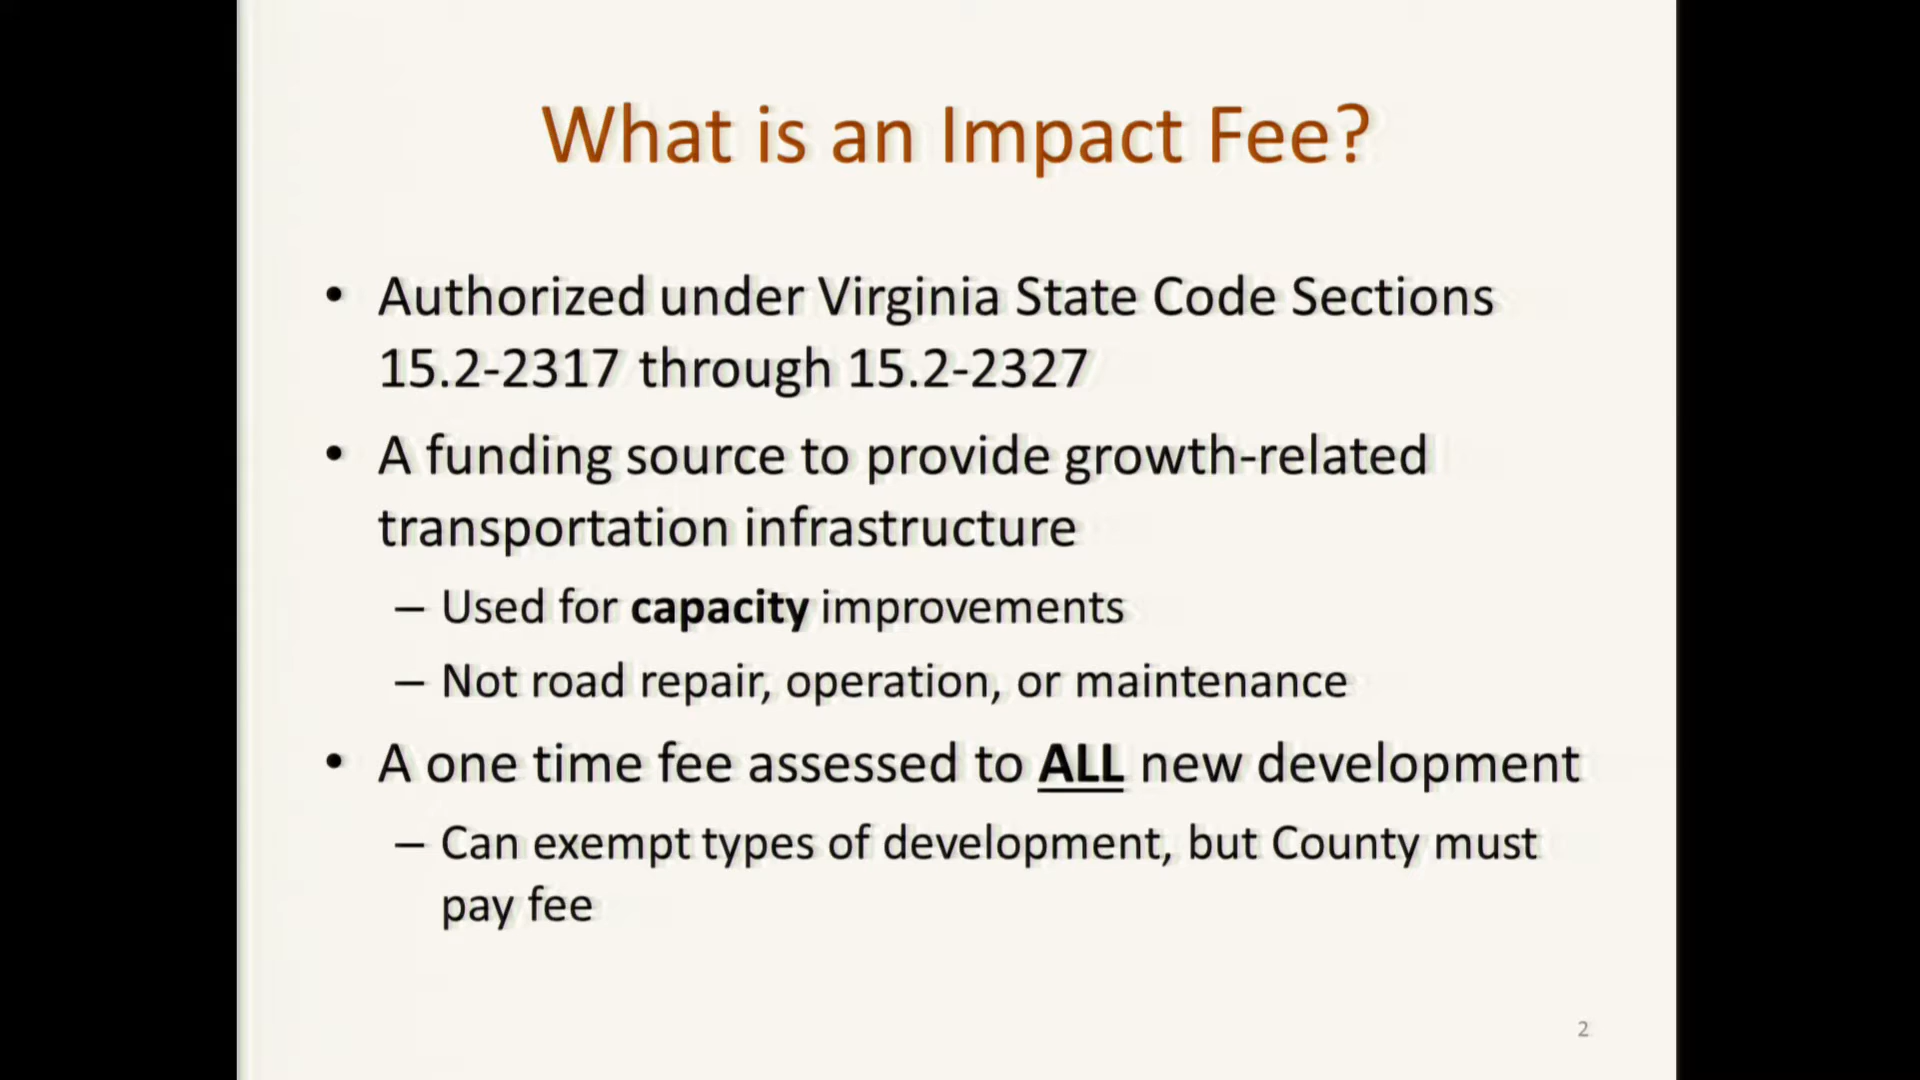 What is an Impact Fee?
• Authorized under Virginia State Code Sections
15.2-2317 through 15.2-2327
• A funding source to provide growth-related
transportation infrastructure
– Used for capacity improvements
– Not road repair, operation, or maintenance
• A one time fee assessed to ALL new development
– Can exempt types of development, but County must
pay fee
2